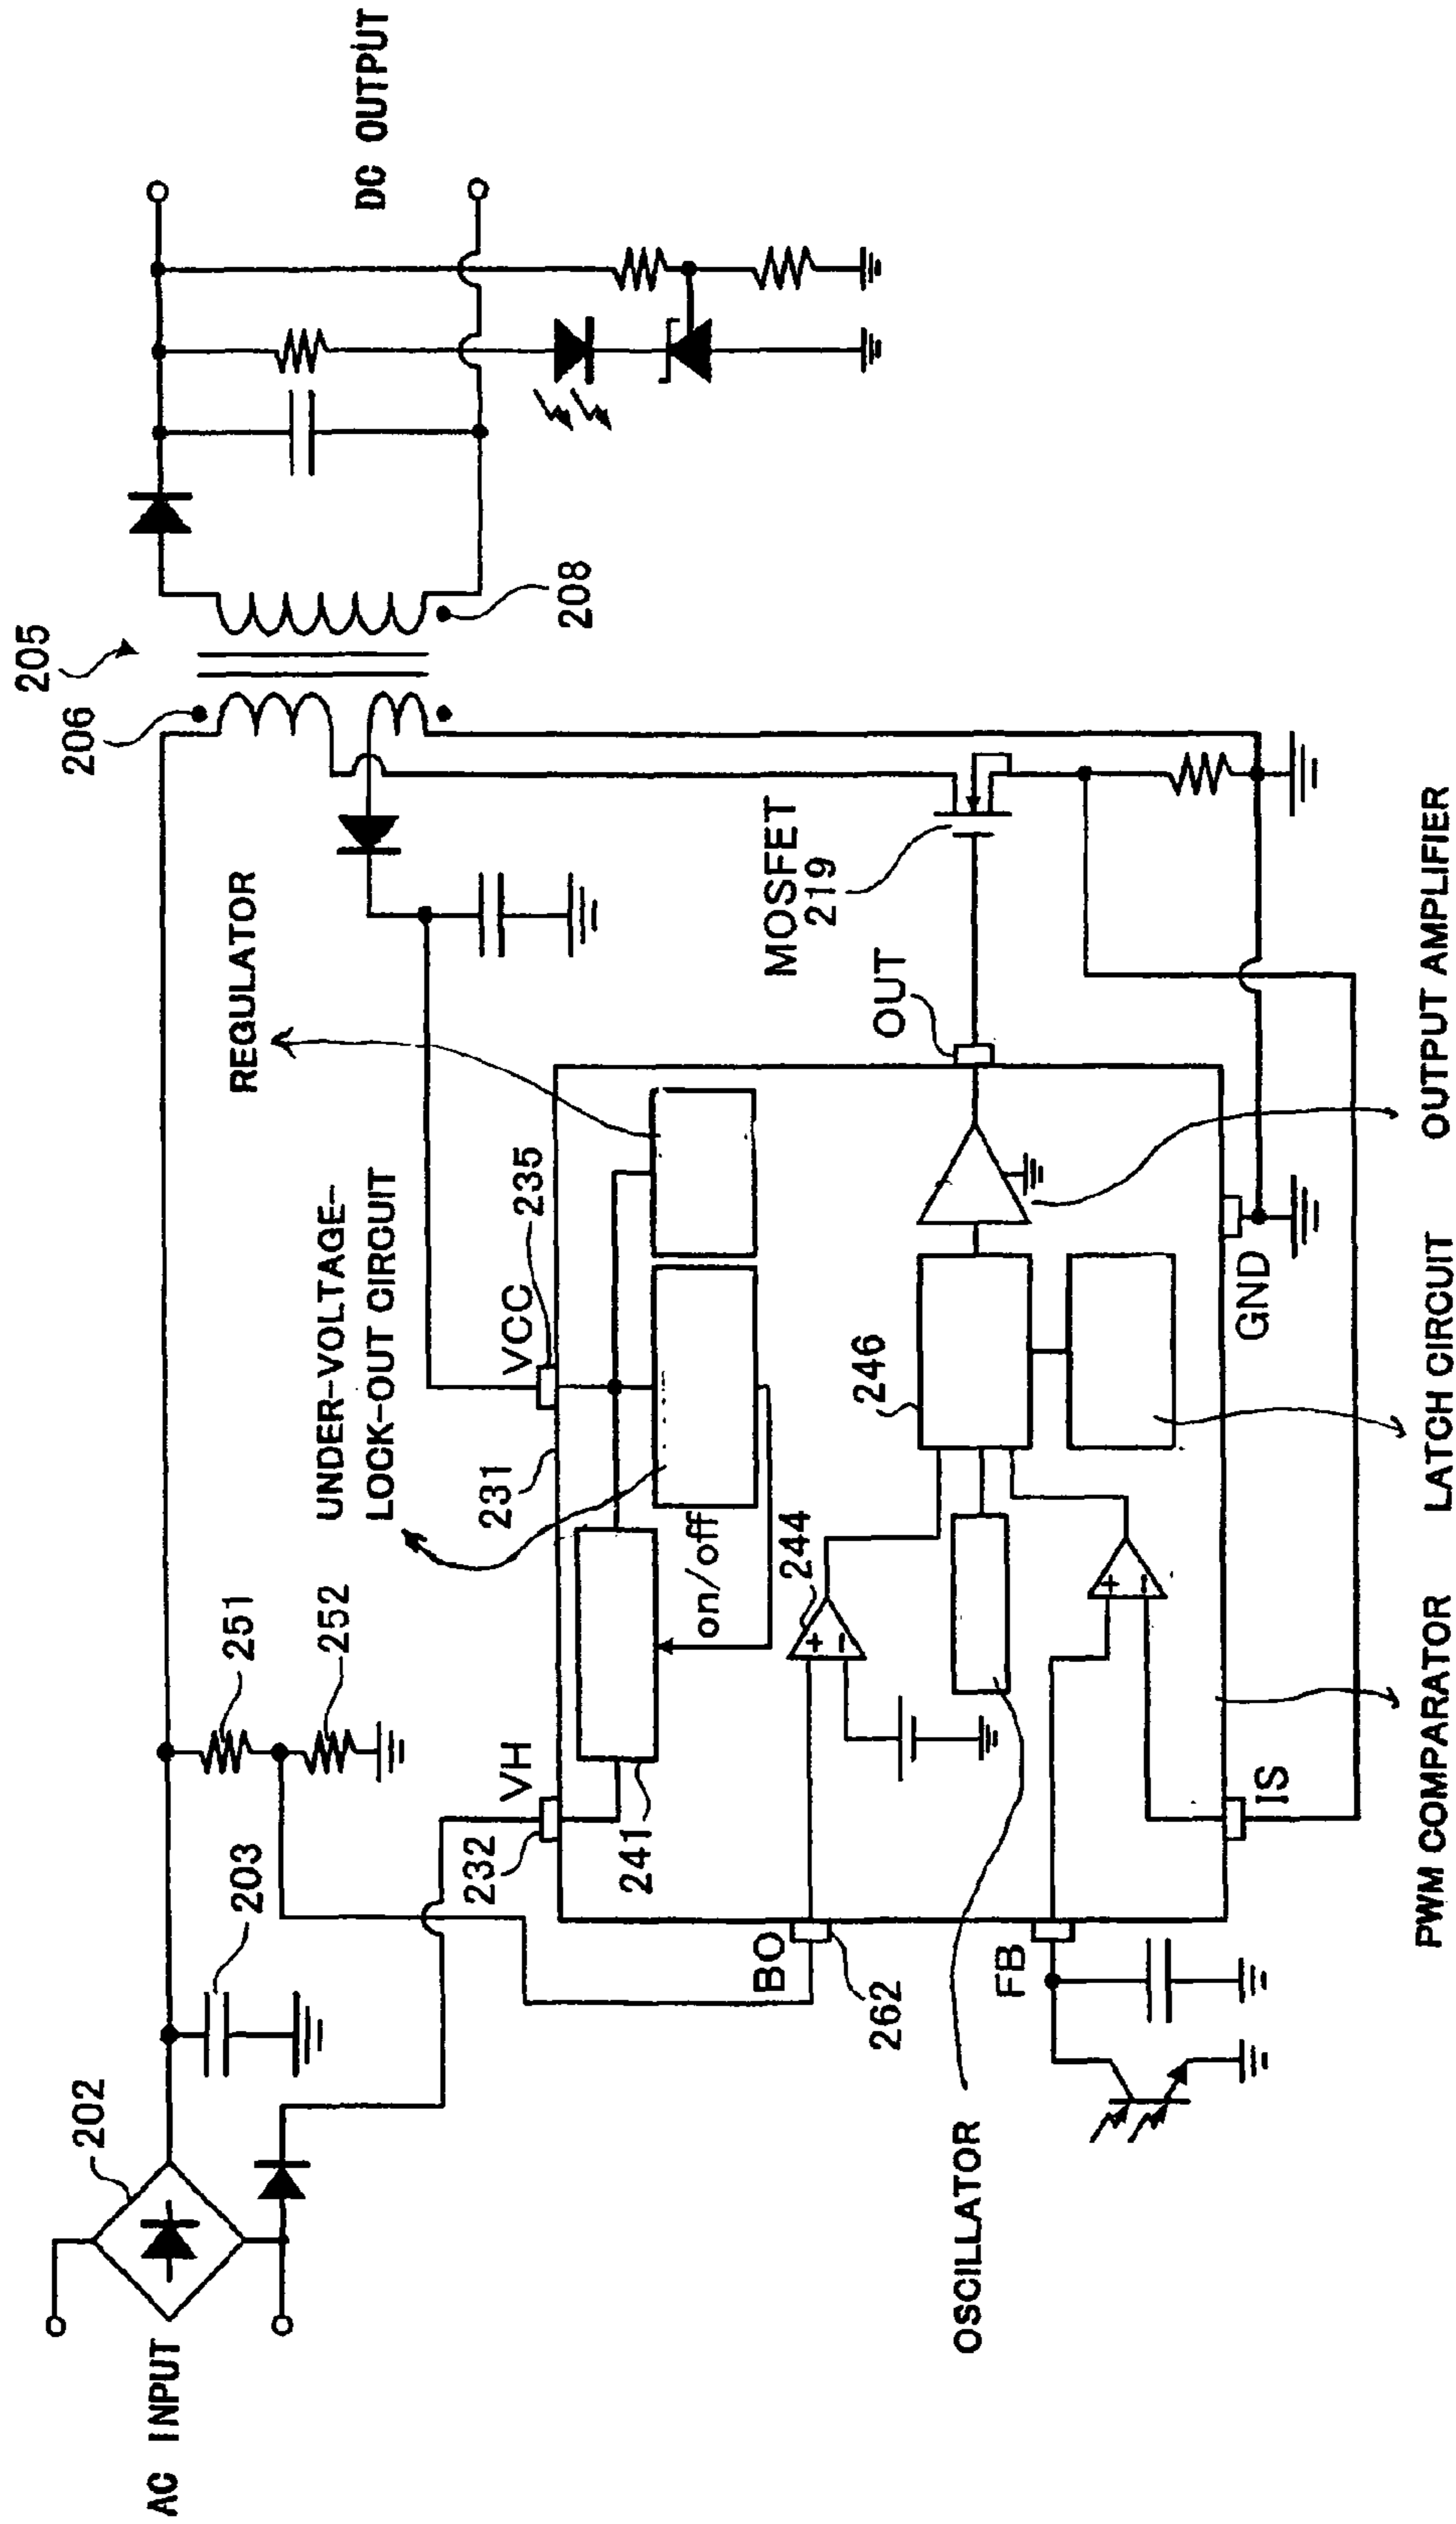 205
206
208
DC OUTPUT
AC INPUT
202
203
251
252
REGULATOR
UNDER-VOLTAGE-
LOCK-OUT CIRCUIT
231
VCC
235
VH
232
241
on/off
MOSFET
219
OUT
BO
262
244
246
FB
IS
GND
OSCILLATOR
PWM COMPARATOR
LATCH CIRCUIT
OUTPUT AMPLIFIER
+
−
+
−